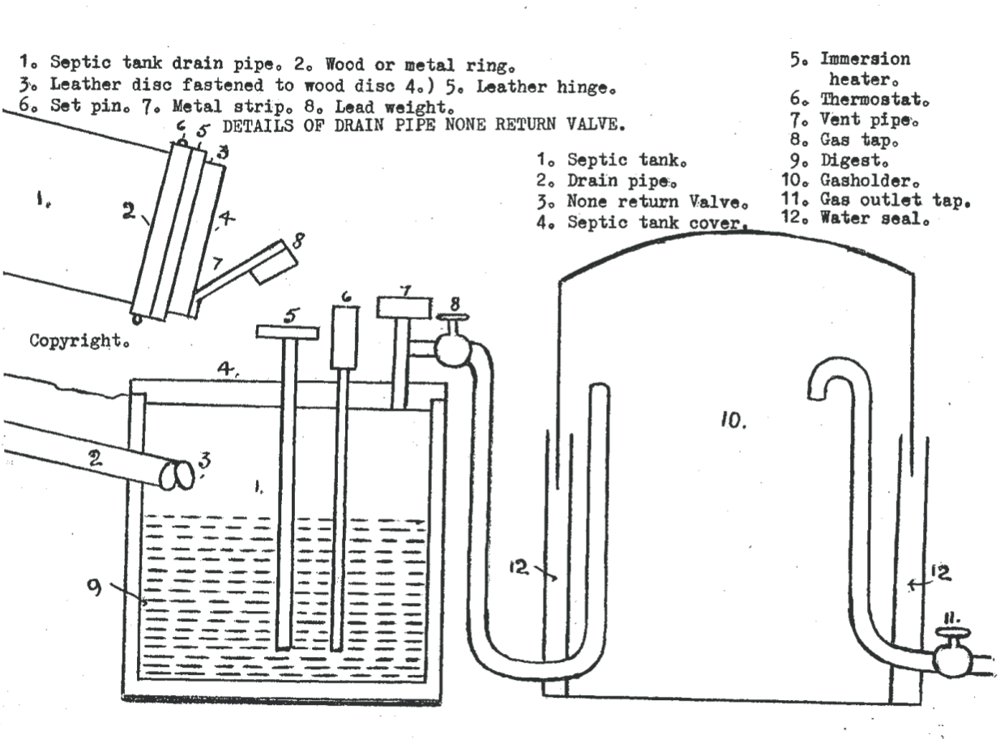 1. Septic tank drain pipe. 2. Wood or metal ring.
3. Leather disc fastened to wood disc 4.) 5. Leather hinge.
6. Set pin. 7. Metal strip. 8. Lead weight.
DETAILS OF DRAIN PIPE NONE RETURN VALVE.
6 5 3
1.
2
4
7
8
Copyright.
1. Septic tank.
2. Drain pipe.
3. None return Valve.
4. Septic tank cover.
5. Immersion
heater.
6. Thermostat.
7. Vent pipe.
8. Gas tap.
9. Digest.
10. Gasholder.
11. Gas outlet tap.
12. Water seal.
4.
5
6
7
8
2
3
1.
9
10.
12
12
11.